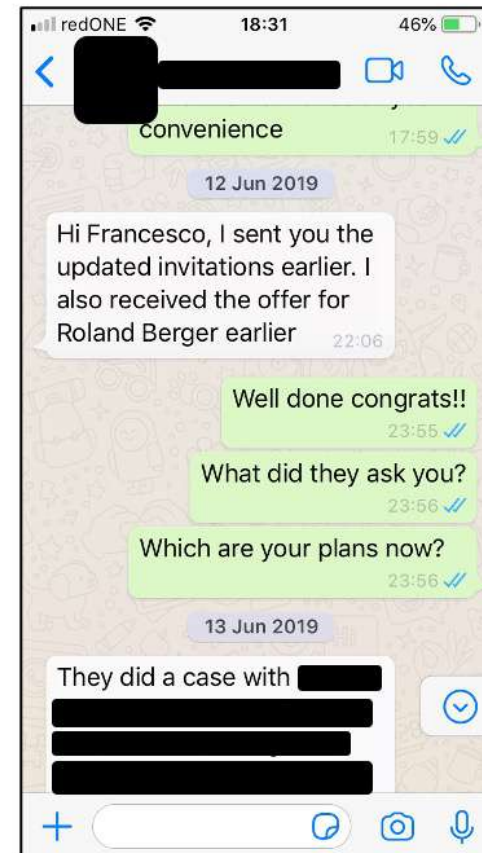 redONE 18:31 46%
convenience
17:59
12 Jun 2019
Hi Francesco, I sent you the
updated invitations earlier. I
also received the offer for
Roland Berger earlier 22:06
Well done congrats!!
23:55
What did they ask you?
23:56
Which are your plans now?
23:56
13 Jun 2019
They did a case with